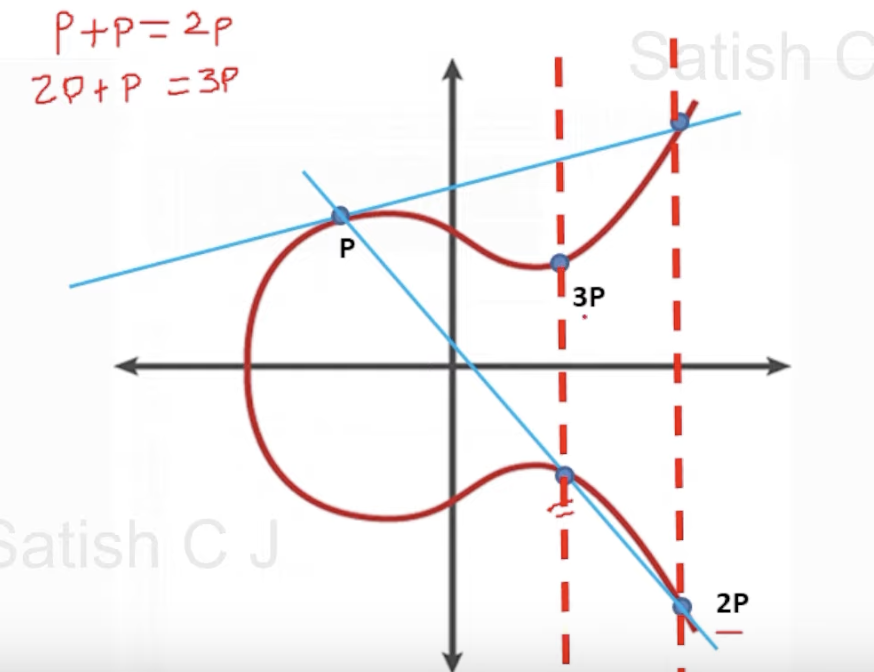 P+P = 2P
2P+P = 3P
Satish C
P
3P
Satish C J
2P